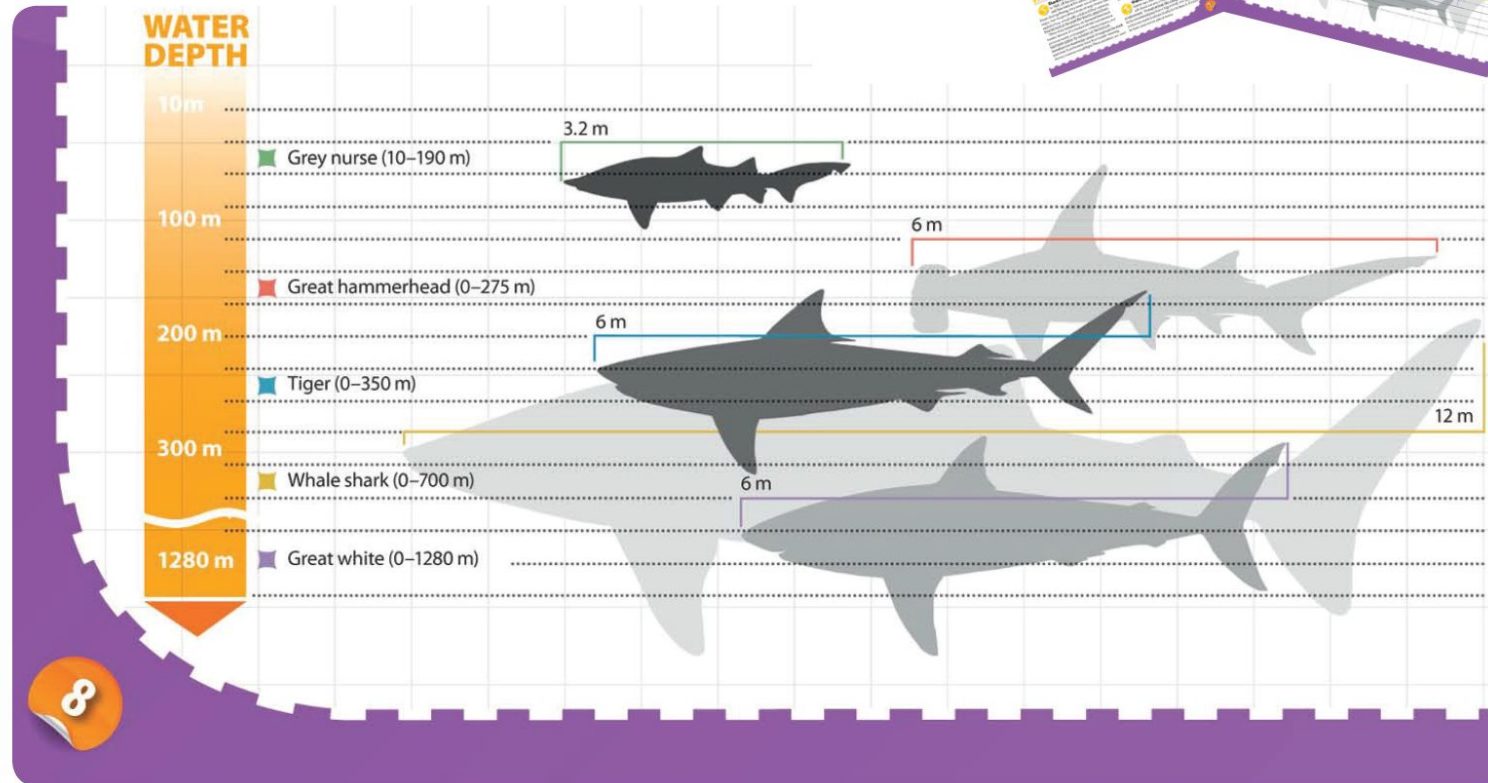 WATER
DEPTH
10m
3.2 m
Grey nurse (10–190 m)
100 m
6 m
Great hammerhead (0–275 m)
200 m
6 m
Tiger (0–350 m)
12 m
300 m
Whale shark (0–700 m)
6 m
1280 m
Great white (0–1280 m)
8